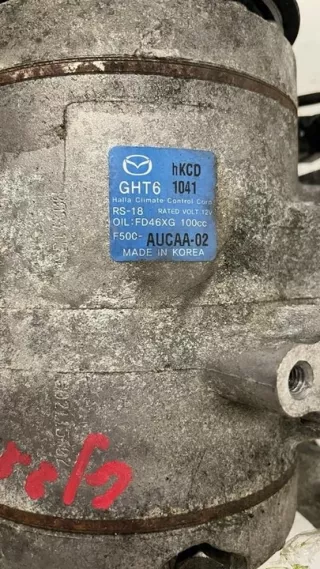 hKCD
GHT6 1041
Halla Climate Control Corp
RS-18 RATED VOLT 12V
OIL:FD46XG 100cc
F50C-AUCAA-02
MADE IN KOREA